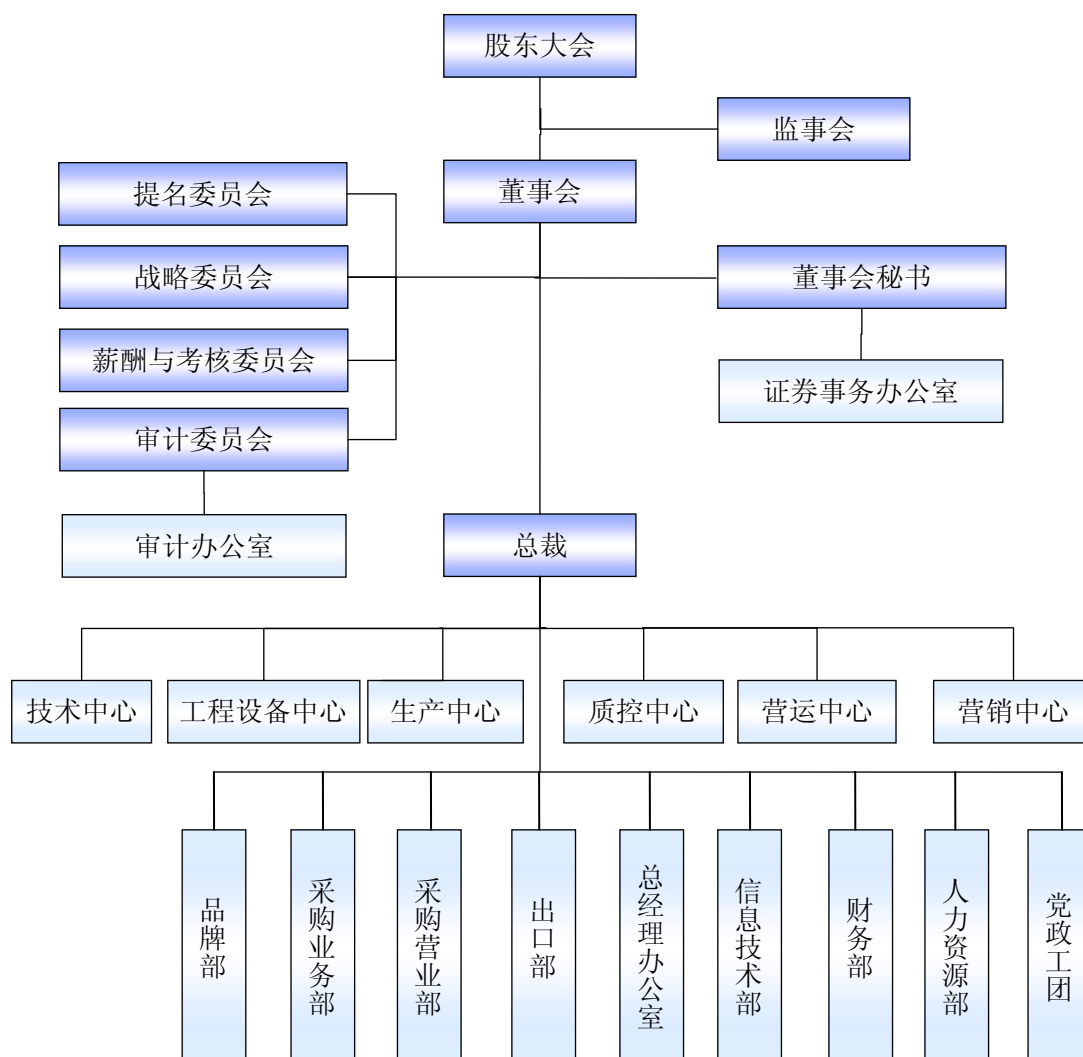 股东大会
监事会
董事会
提名委员会
战略委员会
董事会秘书
薪酬与考核委员会
证券事务办公室
审计委员会
审计办公室
总裁
技术中心
工程设备中心
生产中心
质控中心
营运中心
营销中心
品牌部
采购业务部
采购营业部
出口部
总经理办公室
信息技术部
财务部
人力资源部
党政工团